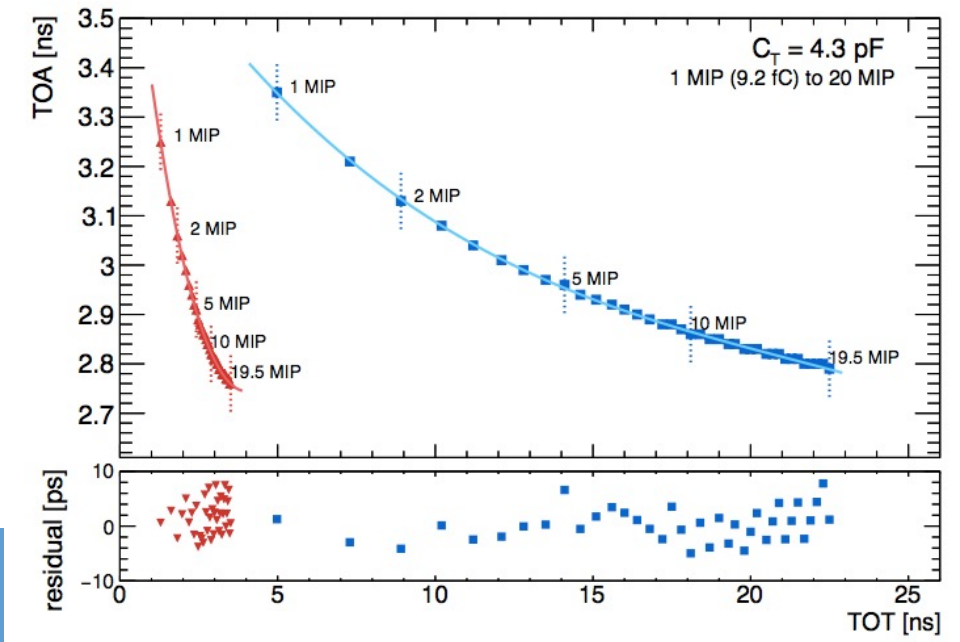 TOA [ns]
3.5
3.4
3.3
3.2
3.1
3
2.9
2.8
2.7
C_T = 4.3 pF
1 MIP (9.2 fC) to 20 MIP
1 MIP
1 MIP
2 MIP
2 MIP
5 MIP
5 MIP
10 MIP
10 MIP
19.5 MIP
19.5 MIP
residual [ps]
10
0
−10
0
5
10
15
20
25
TOT [ns]